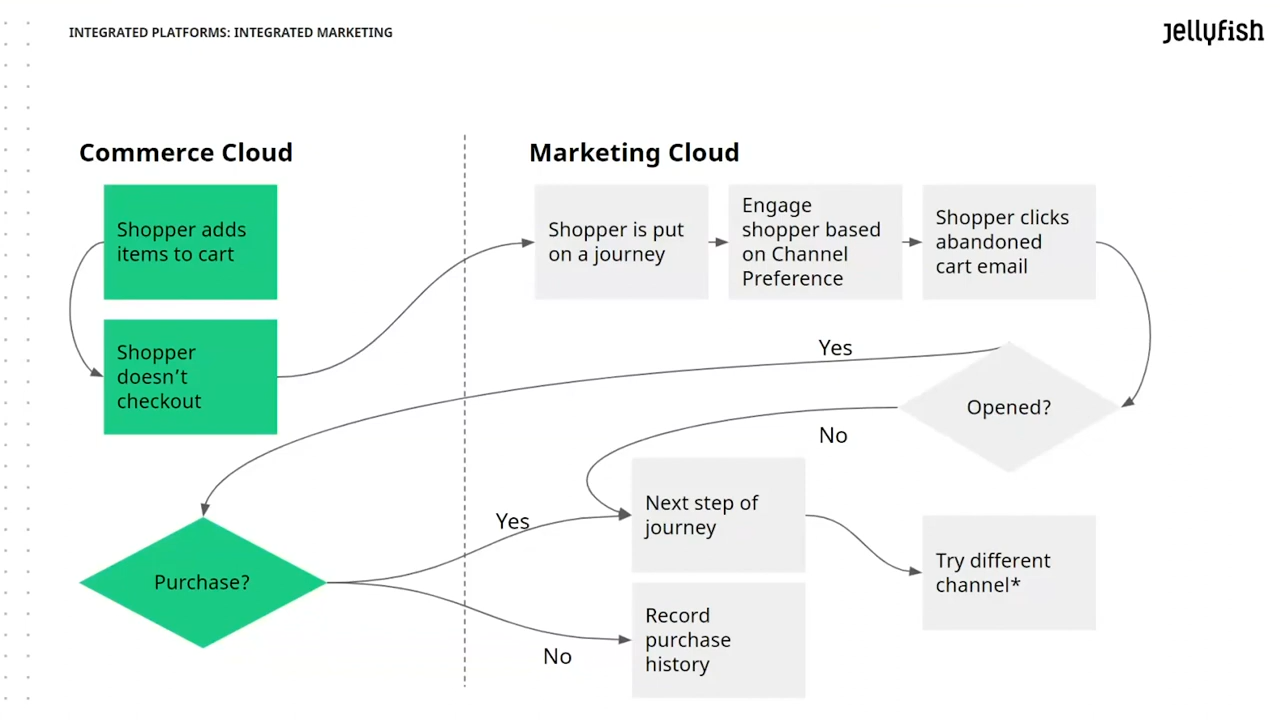 INTEGRATED PLATFORMS: INTEGRATED MARKETING
jellyfish
Commerce Cloud
Marketing Cloud
Shopper adds
items to cart
Shopper
doesn't
checkout
Shopper is put
on a journey
Engage
shopper based
on Channel
Preference
Shopper clicks
abandoned
cart email
Yes
Opened?
No
Next step of
journey
Yes
Try different
channel*
Purchase?
Record
purchase
history
No